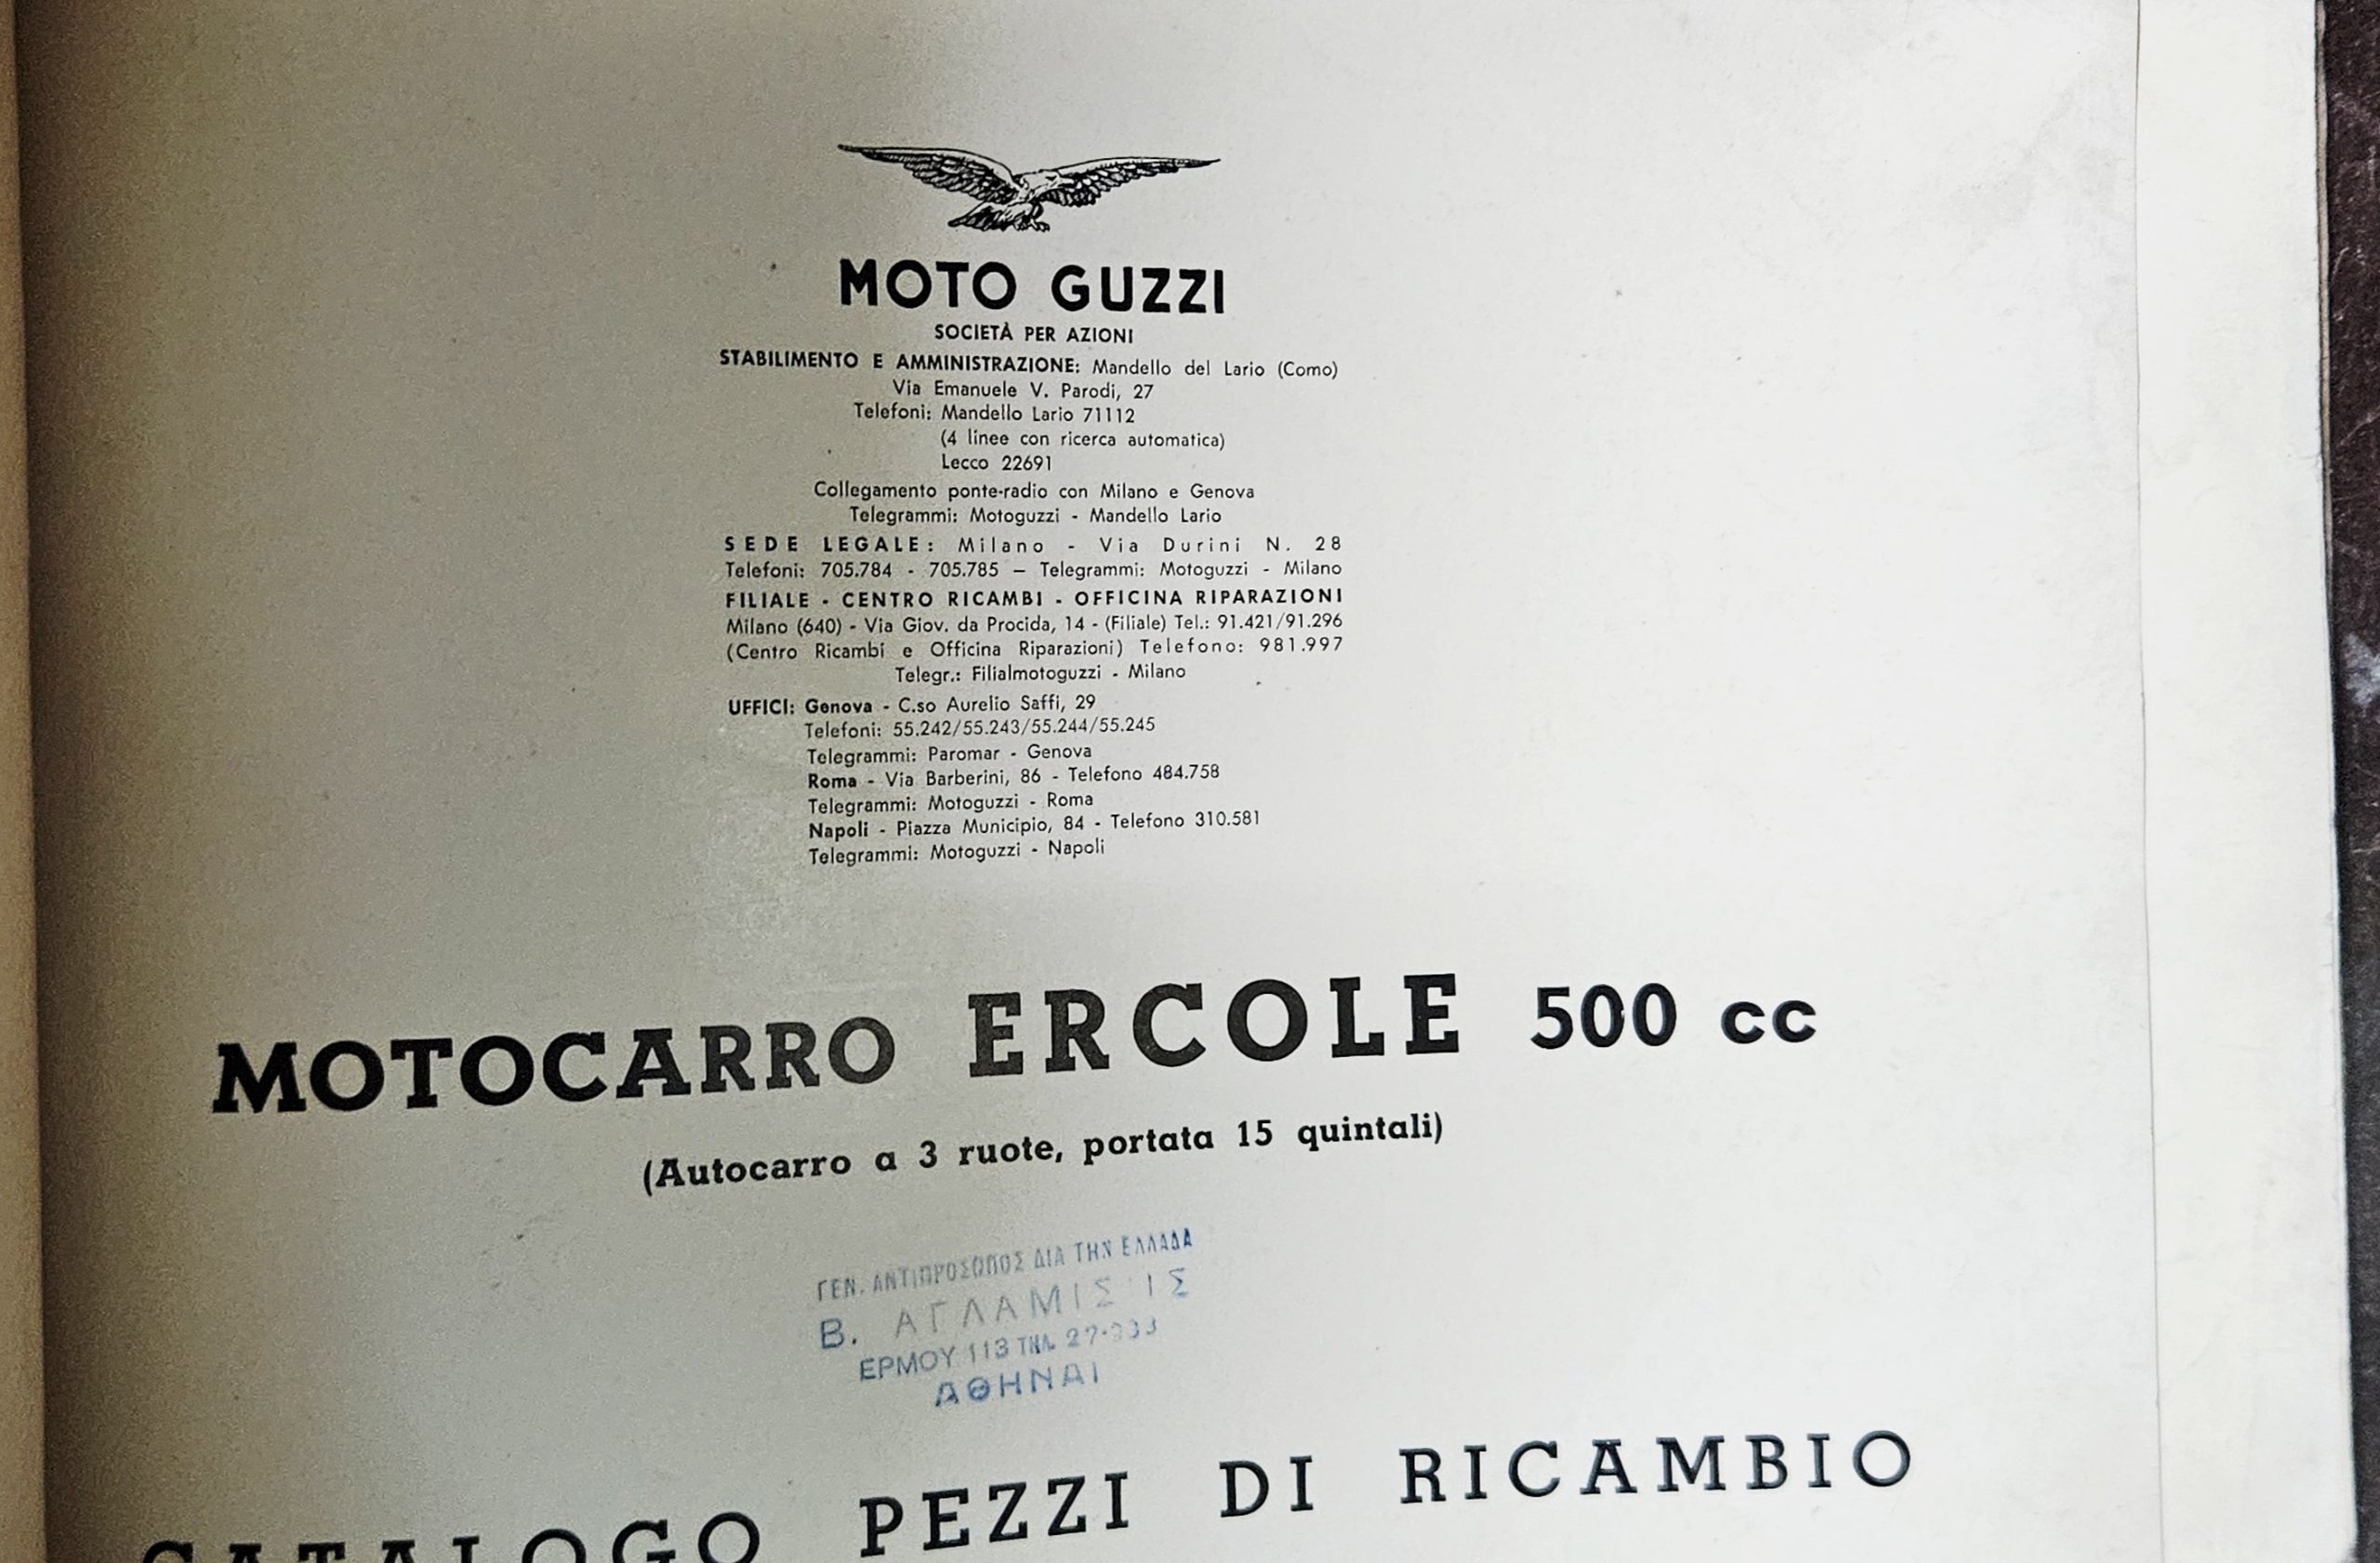 MOTO GUZZI
SOCIETÀ PER AZIONI
STABILIMENTO E AMMINISTRAZIONE: Mandello del Lario (Como)
Via Emanuele V. Parodi, 27
Telefoni: Mandello Lario 71112
(4 linee con ricerca automatica)
Lecco 22691
Collegamento ponte-radio con Milano e Genova
Telegrammi: Motoguzzi - Mandello Lario
SEDE LEGALE: Milano - Via Durini N. 28
Telefoni: 705.784 - 705.785 — Telegrammi: Motoguzzi - Milano
FILIALE - CENTRO RICAMBI - OFFICINA RIPARAZIONI
Milano (640) - Via Giov. da Procida, 14 - (Filiale) Tel.: 91.421/91.296
(Centro Ricambi e Officina Riparazioni) Telefono: 981.997
Telegr.: Filialmotoguzzi - Milano
UFFICI: Genova - C.so Aurelio Saffi, 29
Telefoni: 55.242/55.243/55.244/55.245
Telegrammi: Paromar - Genova
Roma - Via Barberini, 86 - Telefono 484.758
Telegrammi: Motoguzzi - Roma
Napoli - Piazza Municipio, 84 - Telefono 310.581
Telegrammi: Motoguzzi - Napoli
MOTOCARRO ERCOLE 500 cc
(Autocarro a 3 ruote, portata 15 quintali)
ΓΕΝ. ΑΝΤΙΠΡΟΣΩΠΟΣ ΔΙΑ ΤΗΝ ΕΛΛΑΔΑ
Β.
ΕΡΜΟΥ 113 ΤΗΛ.
ΑΘΗΝΑΙ
CATALOGO PEZZI DI RICAMBIO